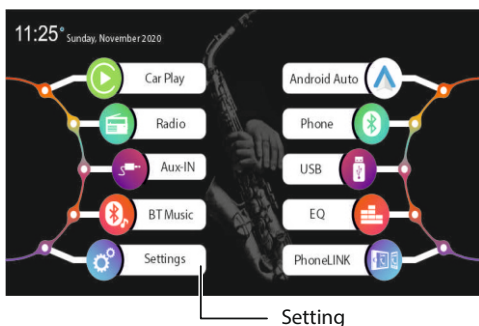 11:25° Sunday, November 2020
Car Play
Android Auto
Radio
Phone
Aux-IN
USB
BT Music
EQ
Settings
PhoneLINK
Setting